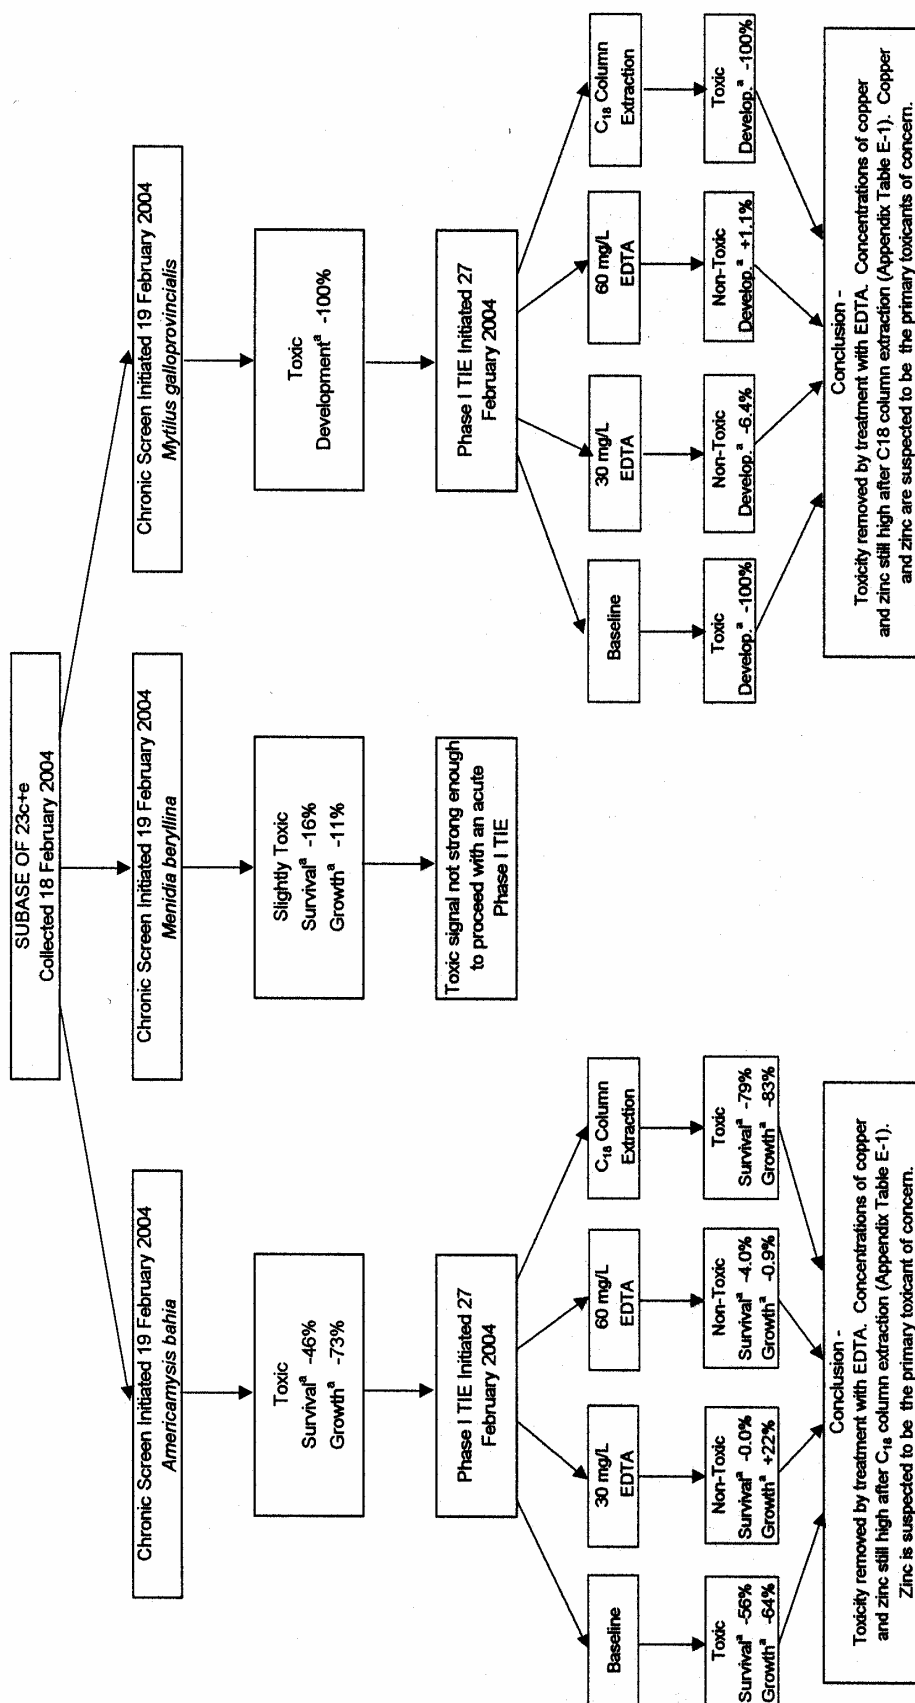 SUBASE OF 23c+e
Collected 18 February 2004
Chronic Screen Initiated 19 February 2004
Americamysis bahia
Chronic Screen Initiated 19 February 2004
Menidia beryllina
Chronic Screen Initiated 19 February 2004
Mytilus galloprovincialis
Toxic
Survivalᵃ -46%
Growthᵃ -73%
Slightly Toxic
Survivalᵃ -16%
Growthᵃ -11%
Toxic
Developmentᵃ -100%
Phase I TIE Initiated 27
February 2004
Toxic signal not strong enough
to proceed with an acute
Phase I TIE
Phase I TIE Initiated 27
February 2004
Baseline
30 mg/L
EDTA
60 mg/L
EDTA
C₁₈ Column
Extraction
Baseline
30 mg/L
EDTA
60 mg/L
EDTA
C₁₈ Column
Extraction
Toxic
Survivalᵃ -56%
Growthᵃ -64%
Non-Toxic
Survivalᵃ -0.0%
Growthᵃ +22%
Non-Toxic
Survivalᵃ -4.0%
Growthᵃ -0.9%
Toxic
Survivalᵃ -79%
Growthᵃ -83%
Toxic
Develop.ᵃ -100%
Non-Toxic
Develop.ᵃ -6.4%
Non-Toxic
Develop.ᵃ +1.1%
Toxic
Develop.ᵃ -100%
Conclusion -
Toxicity removed by treatment with EDTA. Concentrations of copper
and zinc still high after C₁₈ column extraction (Appendix Table E-1).
Zinc is suspected to be the primary toxicant of concern.
Conclusion -
Toxicity removed by treatment with EDTA. Concentrations of copper
and zinc still high after C18 column extraction (Appendix Table E-1). Copper
and zinc are suspected to be the primary toxicants of concern.